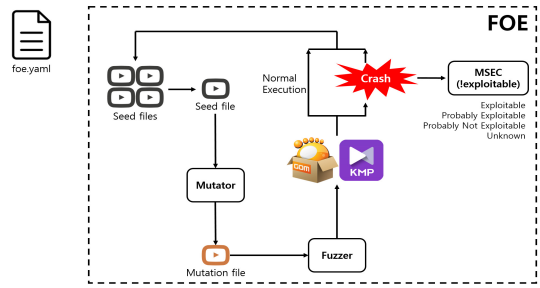 FOE
foe.yaml
Normal
Execution
Crash
MSEC
(!exploitable)
Exploitable
Probably Exploitable
Probably Not Exploitable
Unknown
Seed files
Seed file
Mutator
GOM
KMP
Mutation file
Fuzzer